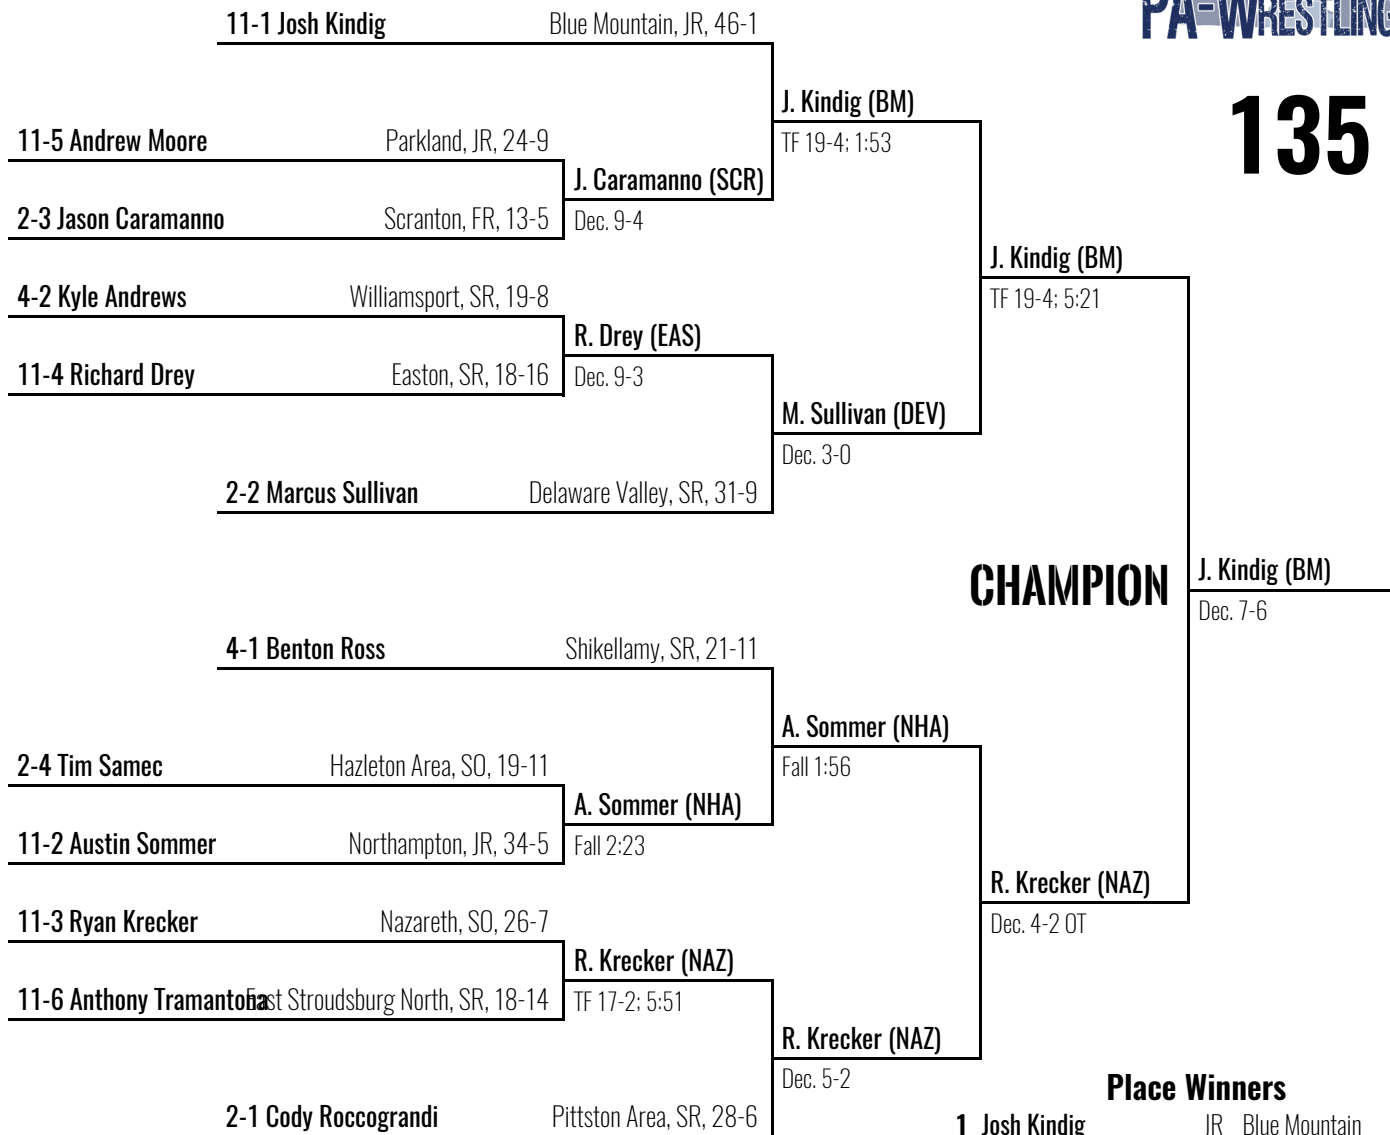 PA-WRESTLING
135
11-1 Josh Kindig Blue Mountain, JR, 46-1
J. Kindig (BM)
TF 19-4; 1:53
11-5 Andrew Moore Parkland, JR, 24-9
J. Caramanno (SCR)
Dec. 9-4
2-3 Jason Caramanno Scranton, FR, 13-5
J. Kindig (BM)
TF 19-4; 5:21
4-2 Kyle Andrews Williamsport, SR, 19-8
R. Drey (EAS)
Dec. 9-3
11-4 Richard Drey Easton, SR, 18-16
M. Sullivan (DEV)
Dec. 3-0
2-2 Marcus Sullivan Delaware Valley, SR, 31-9
CHAMPION
J. Kindig (BM)
Dec. 7-6
4-1 Benton Ross Shikellamy, SR, 21-11
A. Sommer (NHA)
Fall 1:56
2-4 Tim Samec Hazleton Area, SO, 19-11
A. Sommer (NHA)
Fall 2:23
11-2 Austin Sommer Northampton, JR, 34-5
R. Krecker (NAZ)
Dec. 4-2 OT
11-3 Ryan Krecker Nazareth, SO, 26-7
R. Krecker (NAZ)
TF 17-2; 5:51
11-6 Anthony Tramantona East Stroudsburg North, SR, 18-14
R. Krecker (NAZ)
Dec. 5-2
2-1 Cody Roccograndi Pittston Area, SR, 28-6
Place Winners
1 Josh Kindig JR Blue Mountain